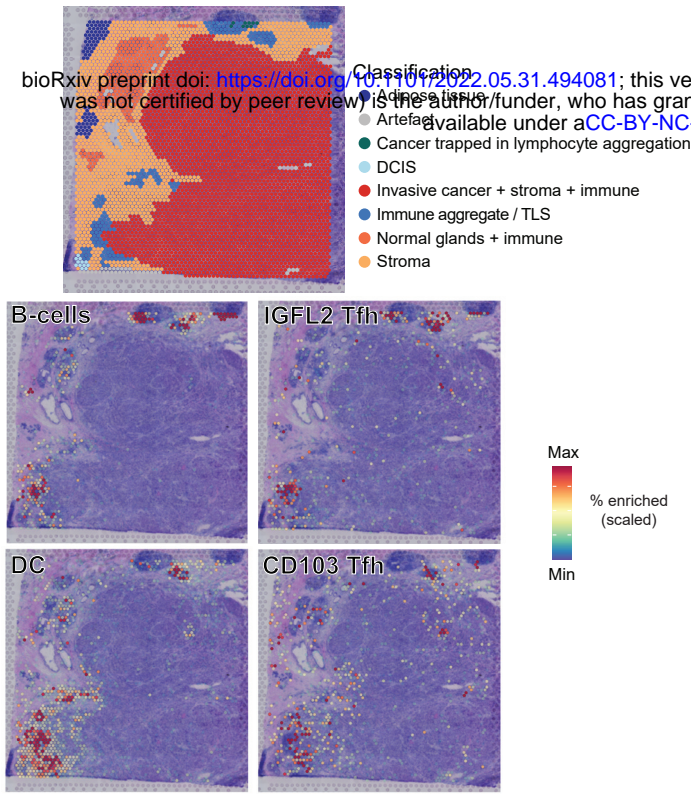 Classification
bioRxiv preprint doi: https://doi.org/10.1101/2022.05.31.494081; this ve
Adipose tissue
was not certified by peer review) is the author/funder, who has gran
Artefact
available under aCC-BY-NC-
Cancer trapped in lymphocyte aggregation
DCIS
Invasive cancer + stroma + immune
Immune aggregate / TLS
Normal glands + immune
Stroma
B-cells
IGFL2 Tfh
Max
% enriched
(scaled)
Min
DC
CD103 Tfh